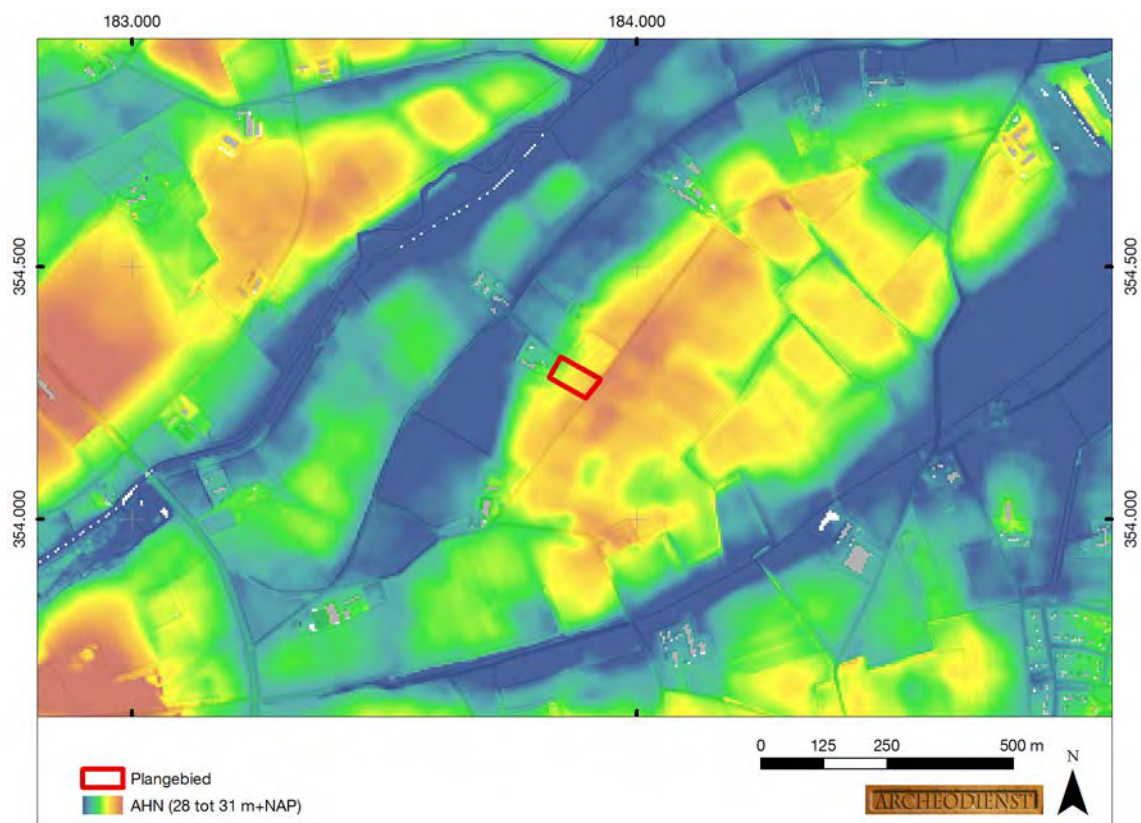 183.000 184.000
354.500 354.500
354.000 354.000
0 125 250 500 m
N
Plangebied
AHN (28 tot 31 m+NAP)
ARCHEODIENST